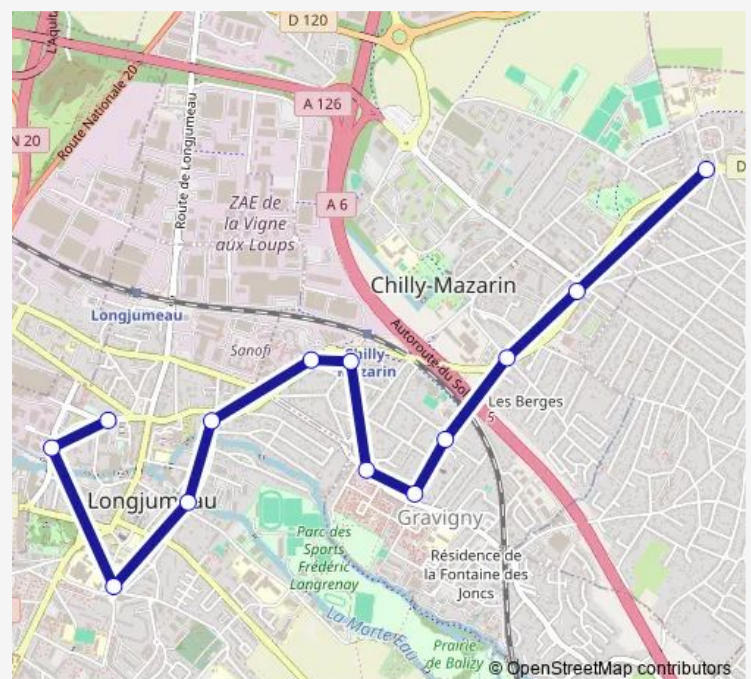 D 120
L'Aquit
Route Nationale 20
A 126
N 20
Route de Longjumeau
D
ZAE de
la Vigne
aux Loups
A 6
Chilly-Mazarin
Longjumeau
Autoroute du Sol
Sanofi
Chilly-
Mazarin
Les Berges
5
Longjumeau
Gravigny
Parc des
Sports
Frédéric
Langrenay
Résidence de
la Fontaine des
Joncs
La Morte Eau
Prairie
de Balizy
© OpenStreetMap contributors